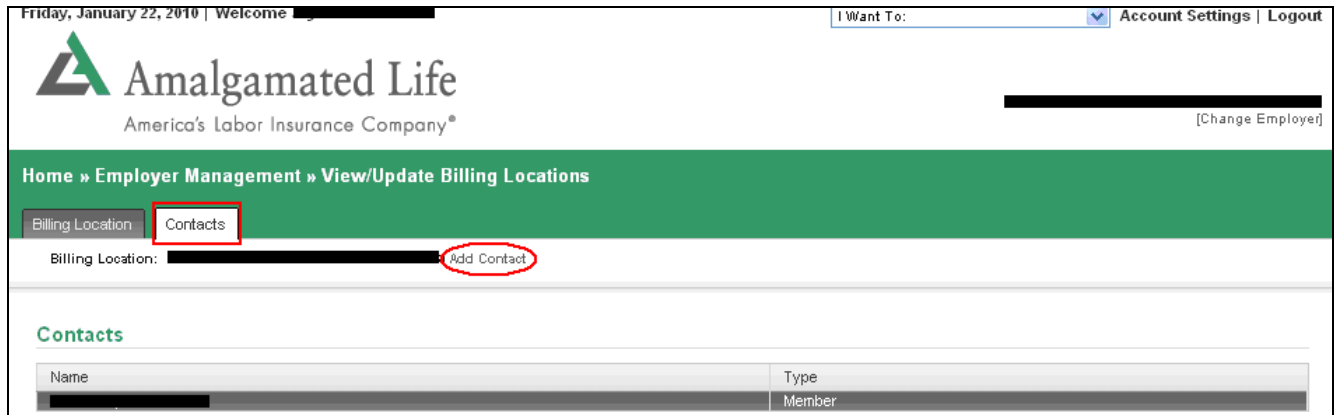 Friday, January 22, 2010 | Welcome
I Want To:
Account Settings | Logout
Amalgamated Life
America's Labor Insurance Company®
[Change Employer]
Home » Employer Management » View/Update Billing Locations
Billing Location
Contacts
Billing Location:
Add Contact
Contacts
Name Type
Member